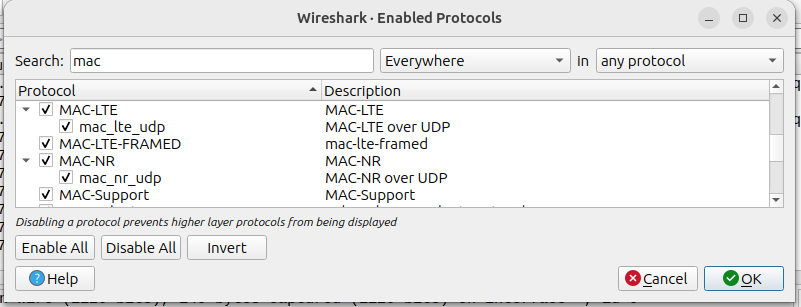 Wireshark · Enabled Protocols
Search: mac Everywhere in any protocol
Protocol Description
MAC-LTE MAC-LTE
mac_lte_udp MAC-LTE over UDP
MAC-LTE-FRAMED mac-lte-framed
MAC-NR MAC-NR
mac_nr_udp MAC-NR over UDP
MAC-Support MAC-Support
Disabling a protocol prevents higher layer protocols from being displayed
Enable All Disable All Invert
Help Cancel OK